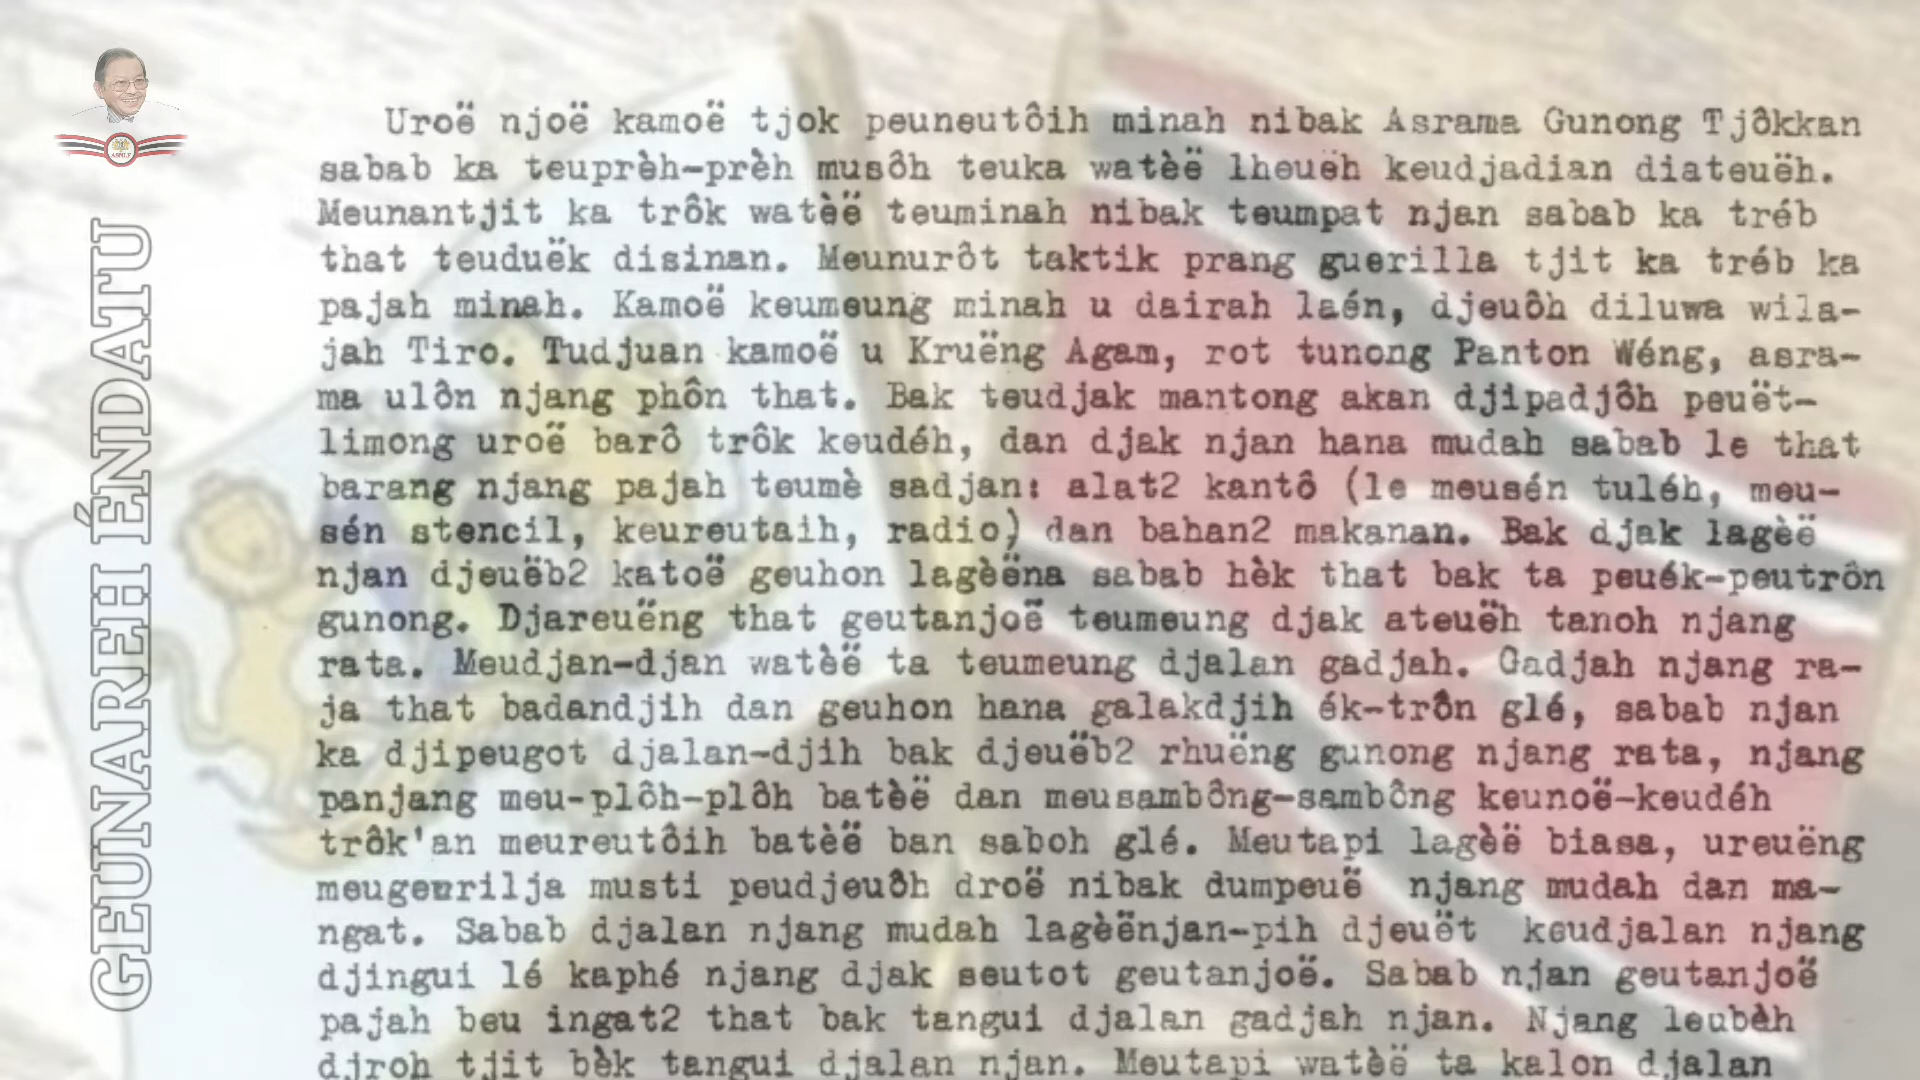 GEUNAREH ÉNDATU
Uroë njoë kamoë tjok peuneutôih minah nibak Asrama Gunong Tjôkkan
sabab ka teuprèh-prèh musôh teuka watèë lheuëh keudjadian diateuëh.
Meunantjit ka trôk watèë teuminah nibak teumpat njan sabab ka tréb
that teuduëk disinan. Meunurôt taktik prang guerilla tjit ka tréb ka
pajah minah. Kamoë keumeung minah u dairah laén, djeuôh diluwa wila-
jah Tiro. Tudjuan kamoë u Kruëng Agam, rot tunong Panton Wéng, asra-
ma ulôn njang phôn that. Bak teudjak mantong akan djipadjôh peuët-
limong uroë barô trôk keudéh, dan djak njan hana mudah sabab le that
barang njang pajah teumè sadjan: alat2 kantô (le meusén tuléh, meu-
sén stencil, keureutaih, radio) dan bahan2 makanan. Bak djak lagèë
njan djeuëb2 katoë geuhon lagèëna sabab hèk that bak ta peuék-peutrôn
gunong. Djareuëng that geutanjoë teumeung djak ateuëh tanoh njang
rata. Meudjan-djan watèë ta teumeung djalan gadjah. Gadjah njang ra-
ja that badandjih dan geuhon hana galakdjih ék-trôn glé, sabab njan
ka djipeugot djalan-djih bak djeuëb2 rhuëng gunong njang rata, njang
panjang meu-plôh-plôh batèë dan meusambông-sambông keunoë-keudéh
trôk'an meureutôih batèë ban saboh glé. Meutapi lagèë biasa, ureuëng
meugeurilja musti peudjeuôh droë nibak dumpeuë njang mudah dan ma-
ngat. Sabab djalan njang mudah lagèënjan-pih djeuët keudjalan njang
djingui lé kaphé njang djak seutot geutanjoë. Sabab njan geutanjoë
pajah beu ingat2 that bak tangui djalan gadjah njan. Njang leubèh
djroh tjit bèk tangui djalan njan. Meutapi watèë ta kalon djalan